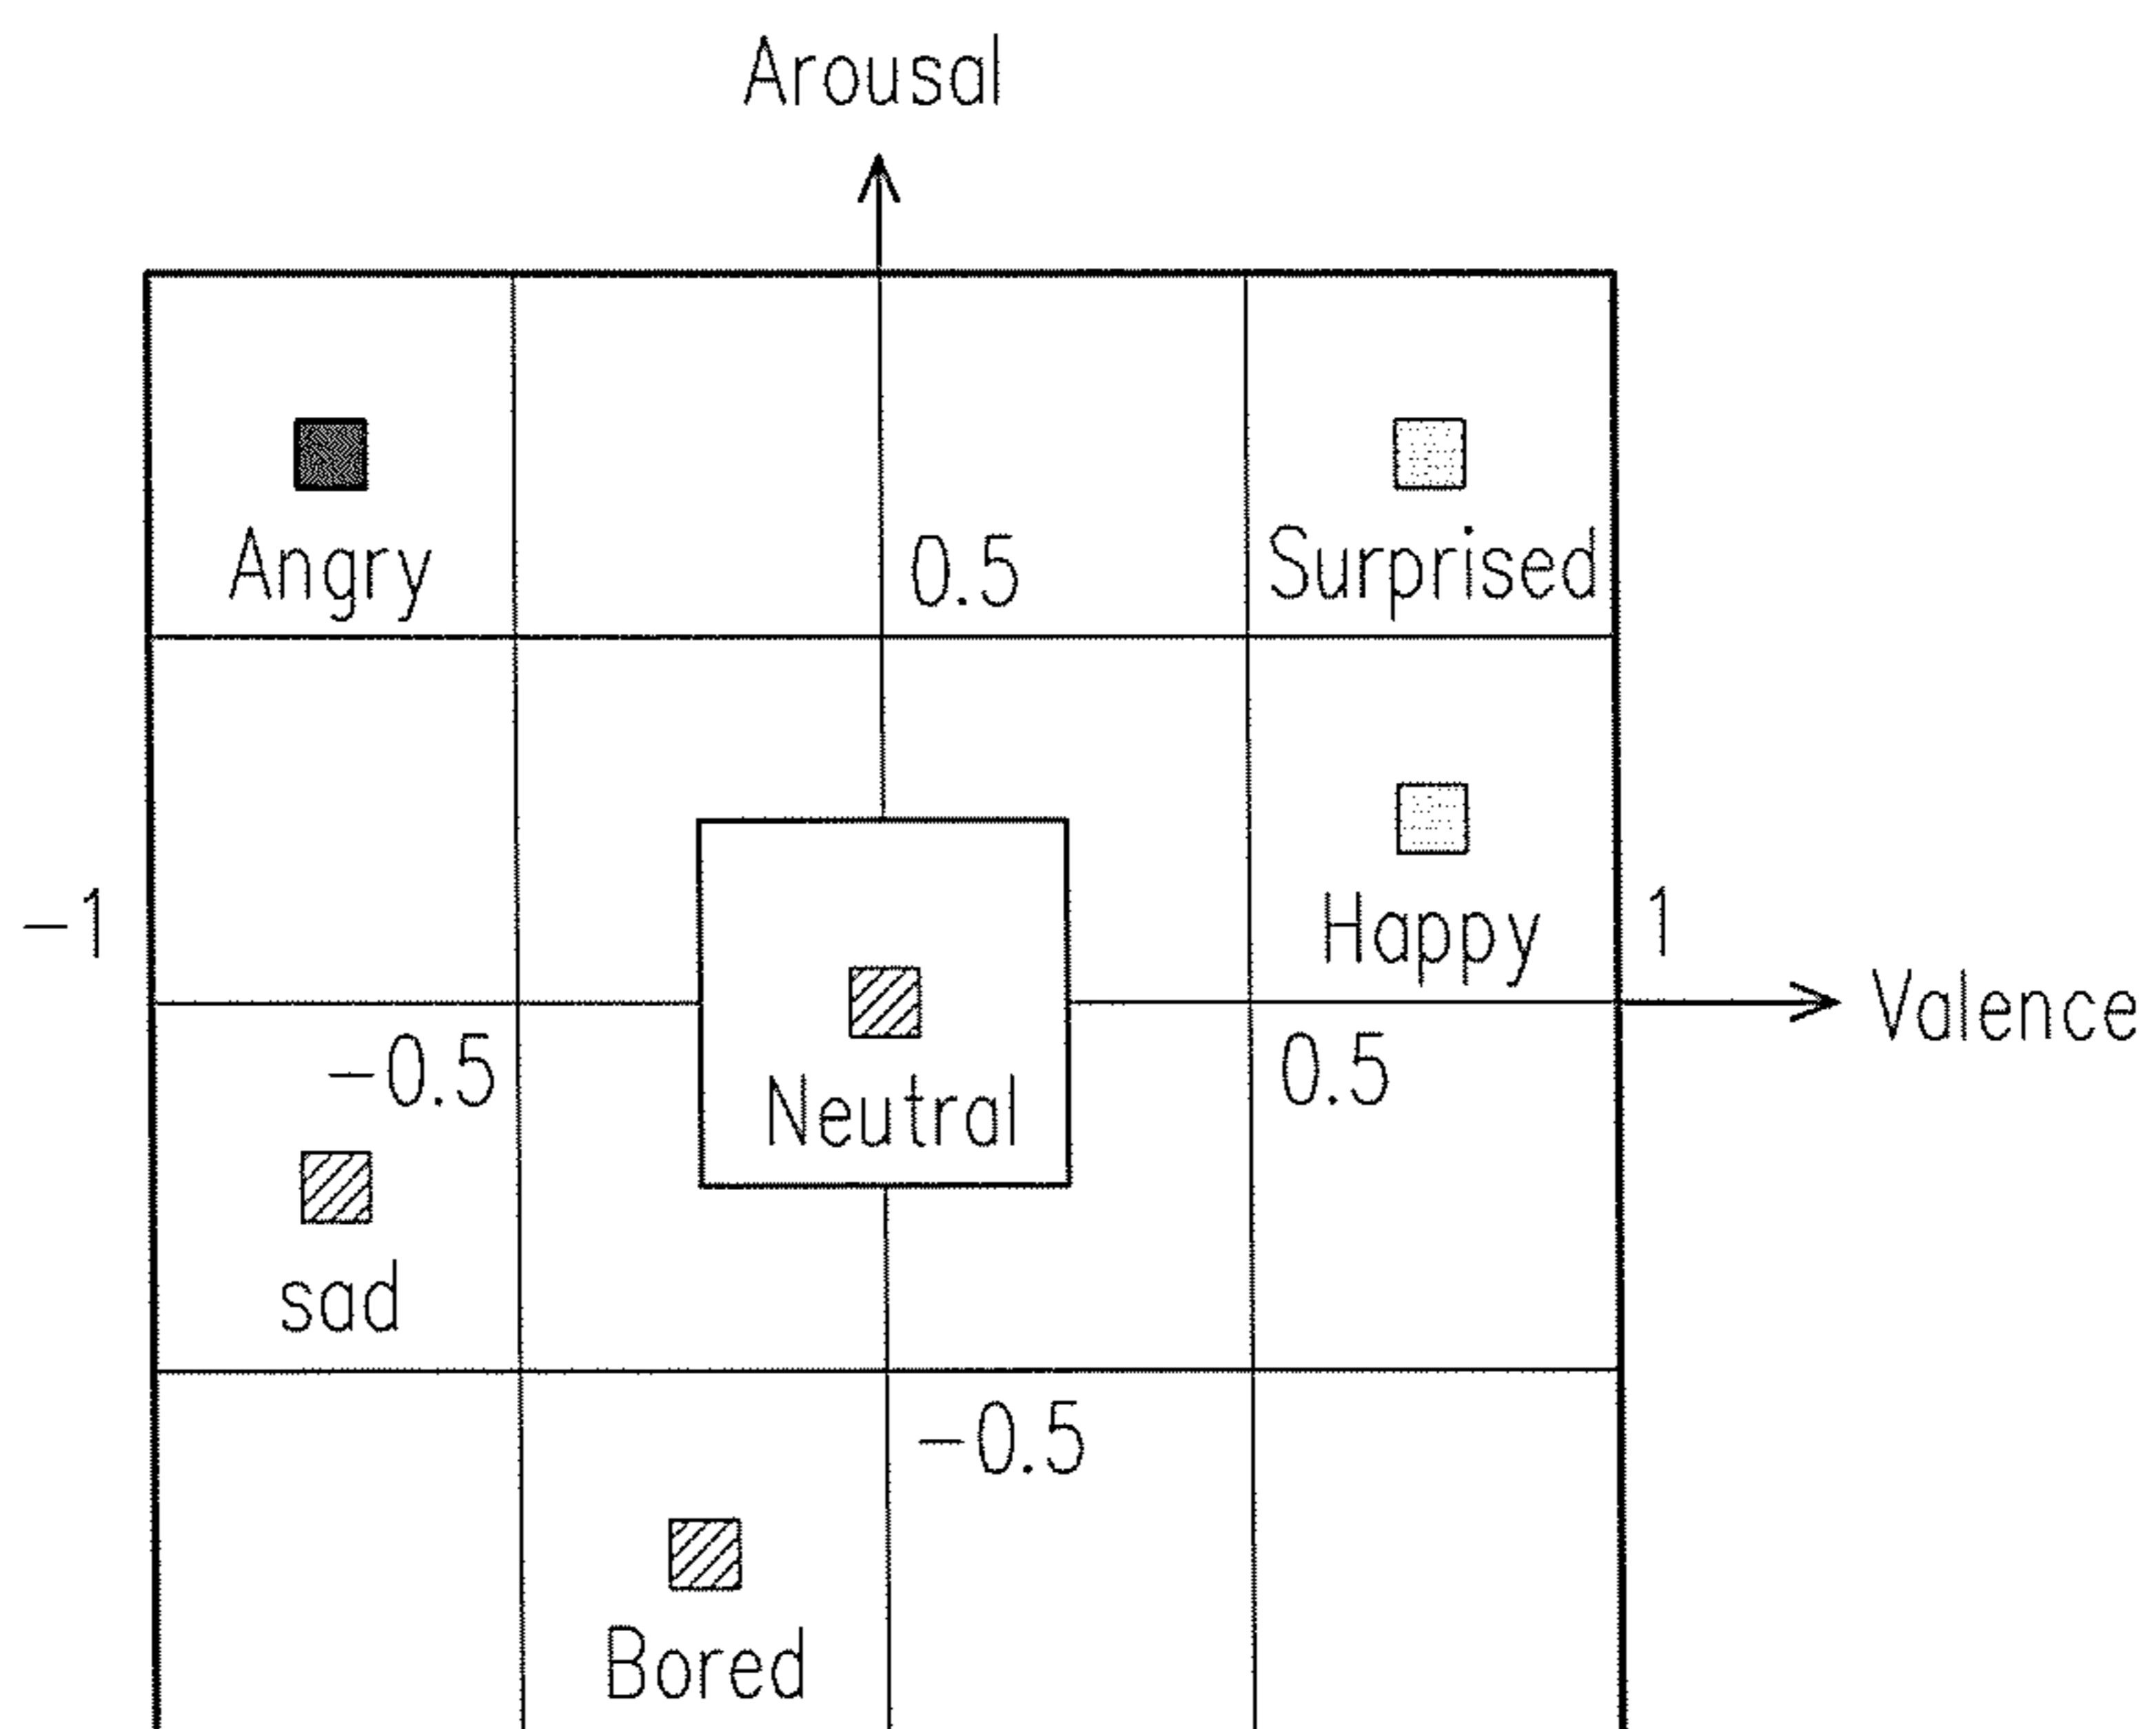 Arousal
Angry
0.5
Surprised
-1
Happy
1
Valence
-0.5
Neutral
0.5
sad
-0.5
Bored